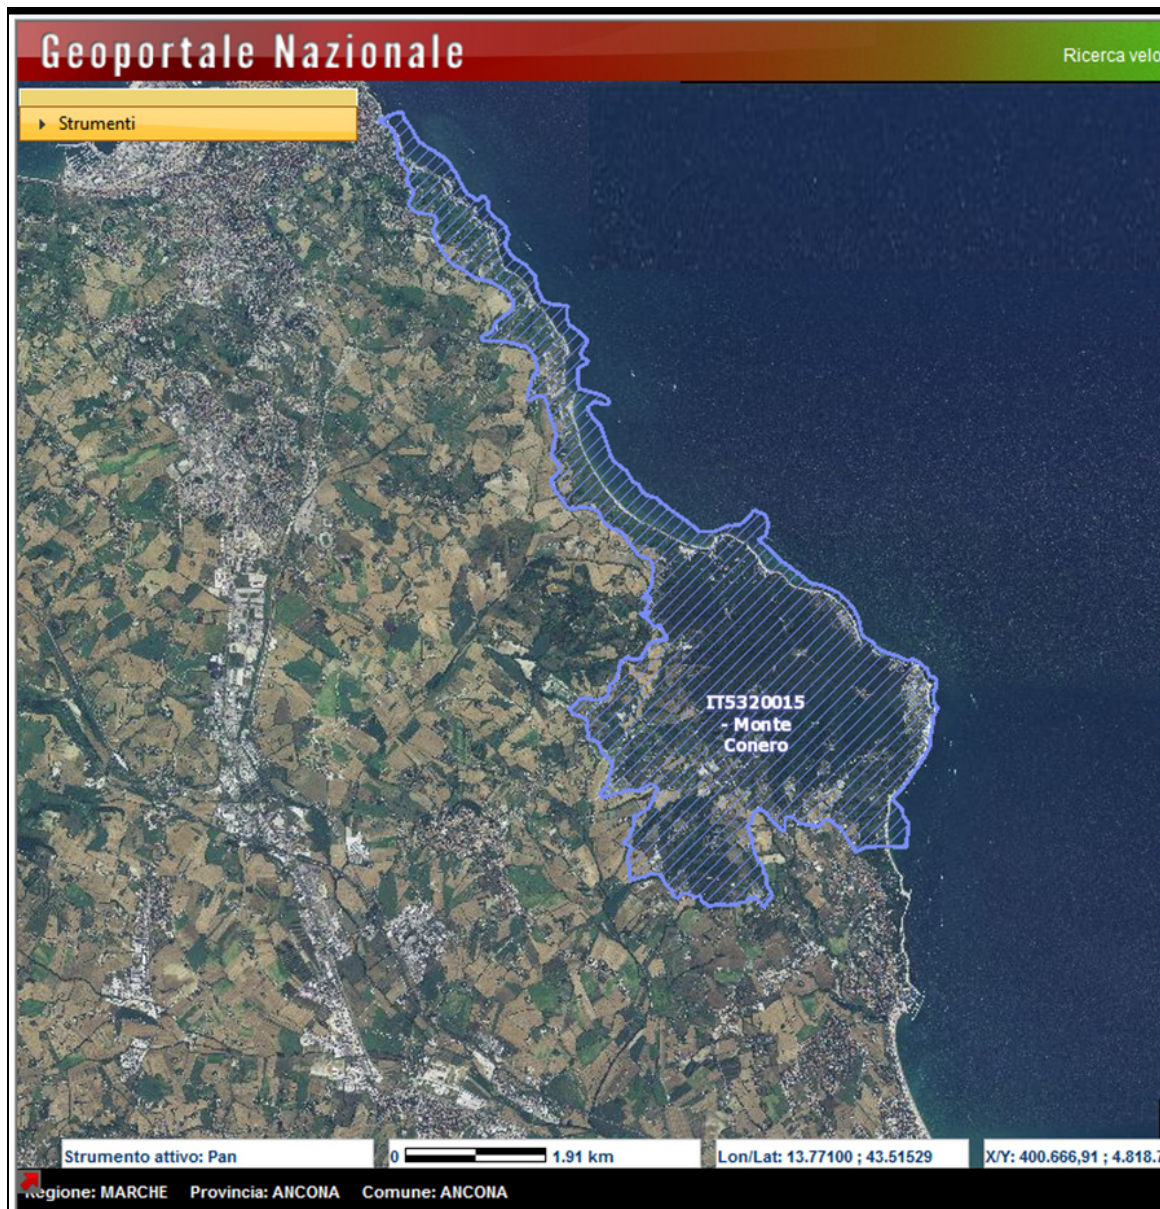 Geoportale Nazionale
Ricerca velo
Strumenti
IT5320015
- Monte
Conero
Strumento attivo: Pan
0 1.91 km
Lon/Lat: 13.77100 ; 43.51529
X/Y: 400.666,91 ; 4.818.7
Regione: MARCHE Provincia: ANCONA Comune: ANCONA